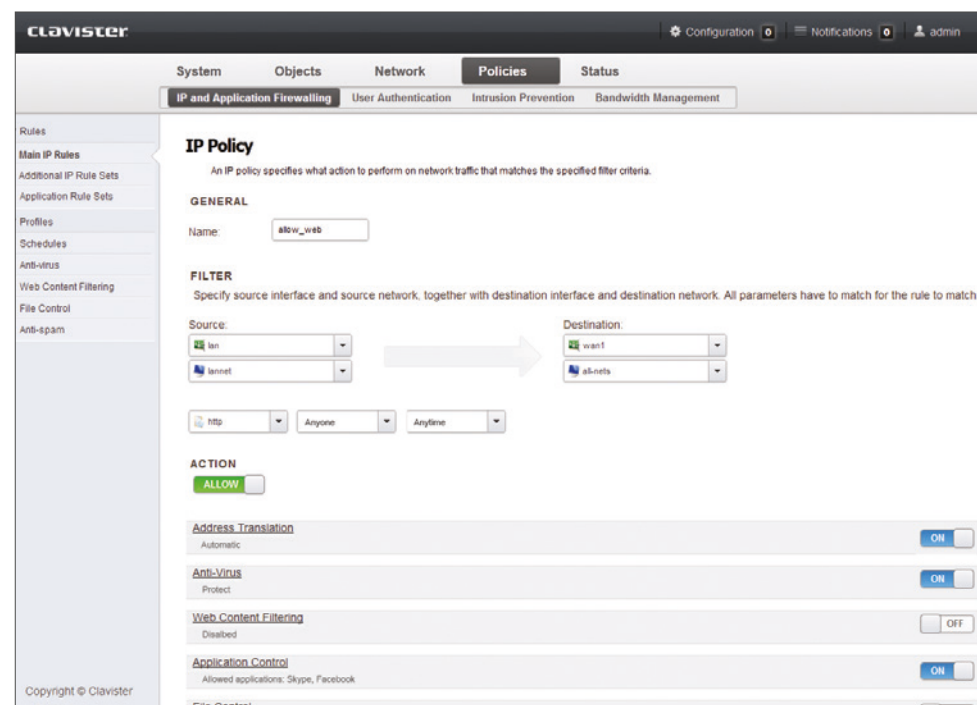 CLAVISTER
Configuration 0 Notifications 0 admin
System Objects Network Policies Status
IP and Application Firewalling User Authentication Intrusion Prevention Bandwidth Management
Rules
Main IP Rules
Additional IP Rule Sets
Application Rule Sets
Profiles
Schedules
Anti-virus
Web Content Filtering
File Control
Anti-spam
Copyright © Clavister
IP Policy
An IP policy specifies what action to perform on network traffic that matches the specified filter criteria.
GENERAL
Name: allow_web
FILTER
Specify source interface and source network, together with destination interface and destination network. All parameters have to match for the rule to match
Source: Destination:
lan wan1
lannet all-nets
http Anyone Anytime
ACTION
ALLOW
Address Translation
Automatic ON
Anti-Virus
Protect ON
Web Content Filtering
Disalbed OFF
Application Control
Allowed applications: Skype, Facebook ON
File Control